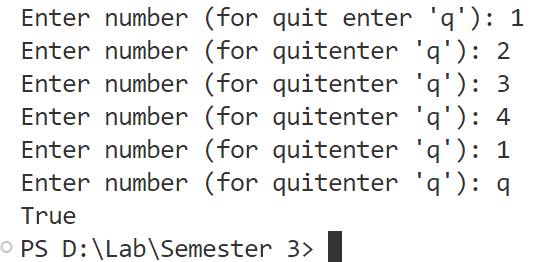 Enter number (for quit enter 'q'): 1
Enter number (for quitenter 'q'): 2
Enter number (for quitenter 'q'): 3
Enter number (for quitenter 'q'): 4
Enter number (for quitenter 'q'): 1
Enter number (for quitenter 'q'): q
True
PS D:\Lab\Semester 3>